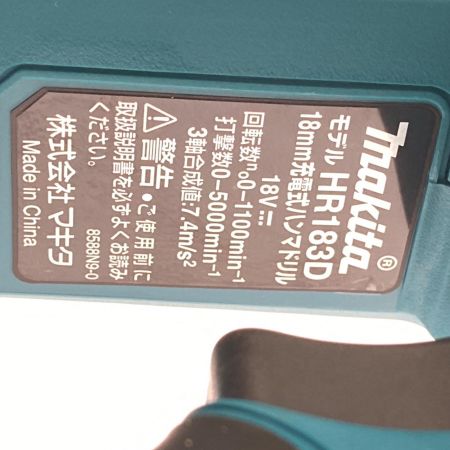 makita®
モデル HR183D
18mm充電式ハンマドリル
18V⎓
回転数n₀0-1100min⁻¹
打撃数0-5000min⁻¹
3軸合成値:7.4m/s²
⚠警告 •ご使用前に
取扱説明書を必ずよくお読み
ください。 8688N9-0
株式会社 マキタ
Made in China